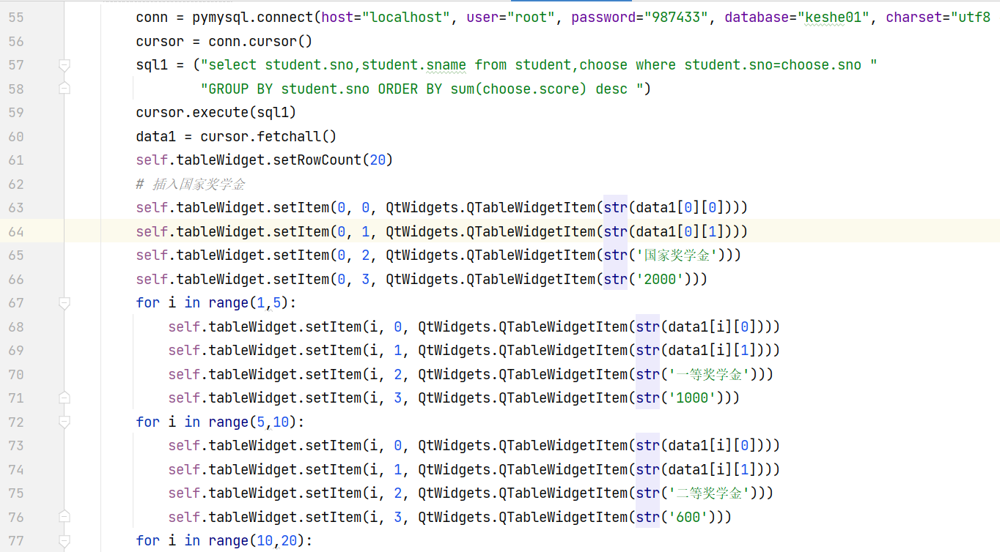 55 conn = pymysql.connect(host="localhost", user="root", password="987433", database="keshe01", charset="utf8
56 cursor = conn.cursor()
57 sql1 = ("select student.sno,student.sname from student,choose where student.sno=choose.sno "
58 "GROUP BY student.sno ORDER BY sum(choose.score) desc ")
59 cursor.execute(sql1)
60 data1 = cursor.fetchall()
61 self.tableWidget.setRowCount(20)
62 # 插入国家奖学金
63 self.tableWidget.setItem(0, 0, QtWidgets.QTableWidgetItem(str(data1[0][0])))
64 self.tableWidget.setItem(0, 1, QtWidgets.QTableWidgetItem(str(data1[0][1])))
65 self.tableWidget.setItem(0, 2, QtWidgets.QTableWidgetItem(str('国家奖学金')))
66 self.tableWidget.setItem(0, 3, QtWidgets.QTableWidgetItem(str('2000')))
67 for i in range(1,5):
68 self.tableWidget.setItem(i, 0, QtWidgets.QTableWidgetItem(str(data1[i][0])))
69 self.tableWidget.setItem(i, 1, QtWidgets.QTableWidgetItem(str(data1[i][1])))
70 self.tableWidget.setItem(i, 2, QtWidgets.QTableWidgetItem(str('一等奖学金')))
71 self.tableWidget.setItem(i, 3, QtWidgets.QTableWidgetItem(str('1000')))
72 for i in range(5,10):
73 self.tableWidget.setItem(i, 0, QtWidgets.QTableWidgetItem(str(data1[i][0])))
74 self.tableWidget.setItem(i, 1, QtWidgets.QTableWidgetItem(str(data1[i][1])))
75 self.tableWidget.setItem(i, 2, QtWidgets.QTableWidgetItem(str('二等奖学金')))
76 self.tableWidget.setItem(i, 3, QtWidgets.QTableWidgetItem(str('600')))
77 for i in range(10,20):